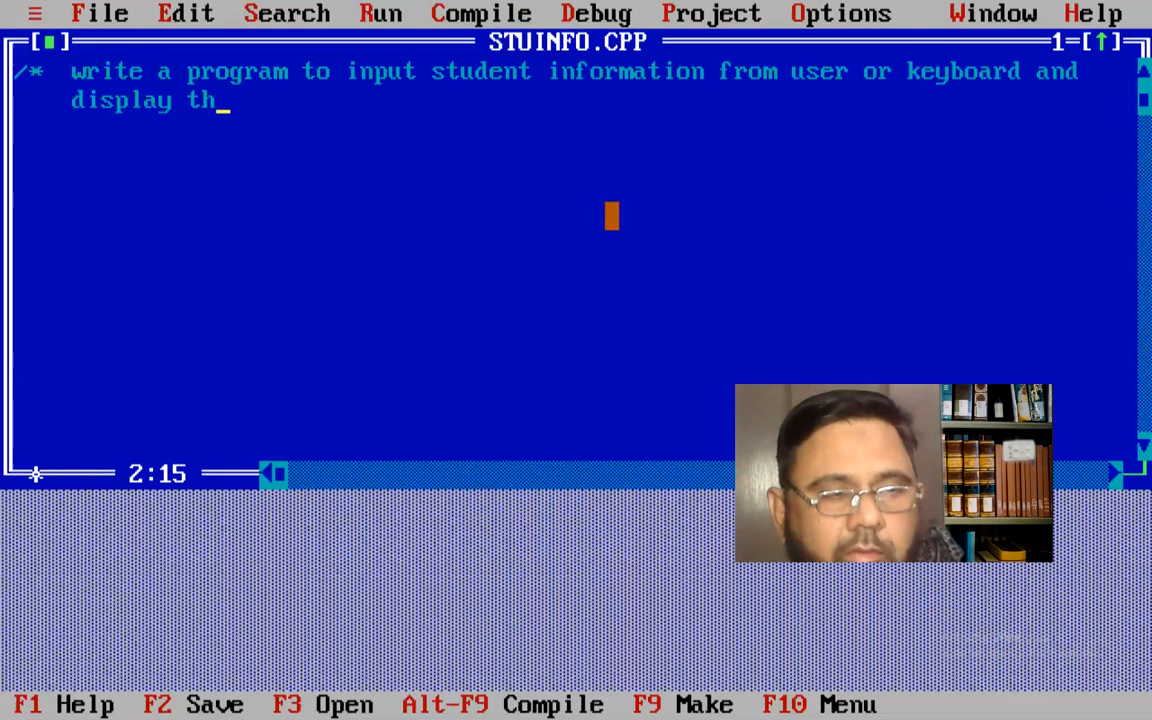 ≡ File Edit Search Run Compile Debug Project Options Window Help
[■] STUINFO.CPP 1=[↑]
/* write a program to input student information from user or keyboard and
display th_
2:15
F1 Help F2 Save F3 Open Alt-F9 Compile F9 Make F10 Menu